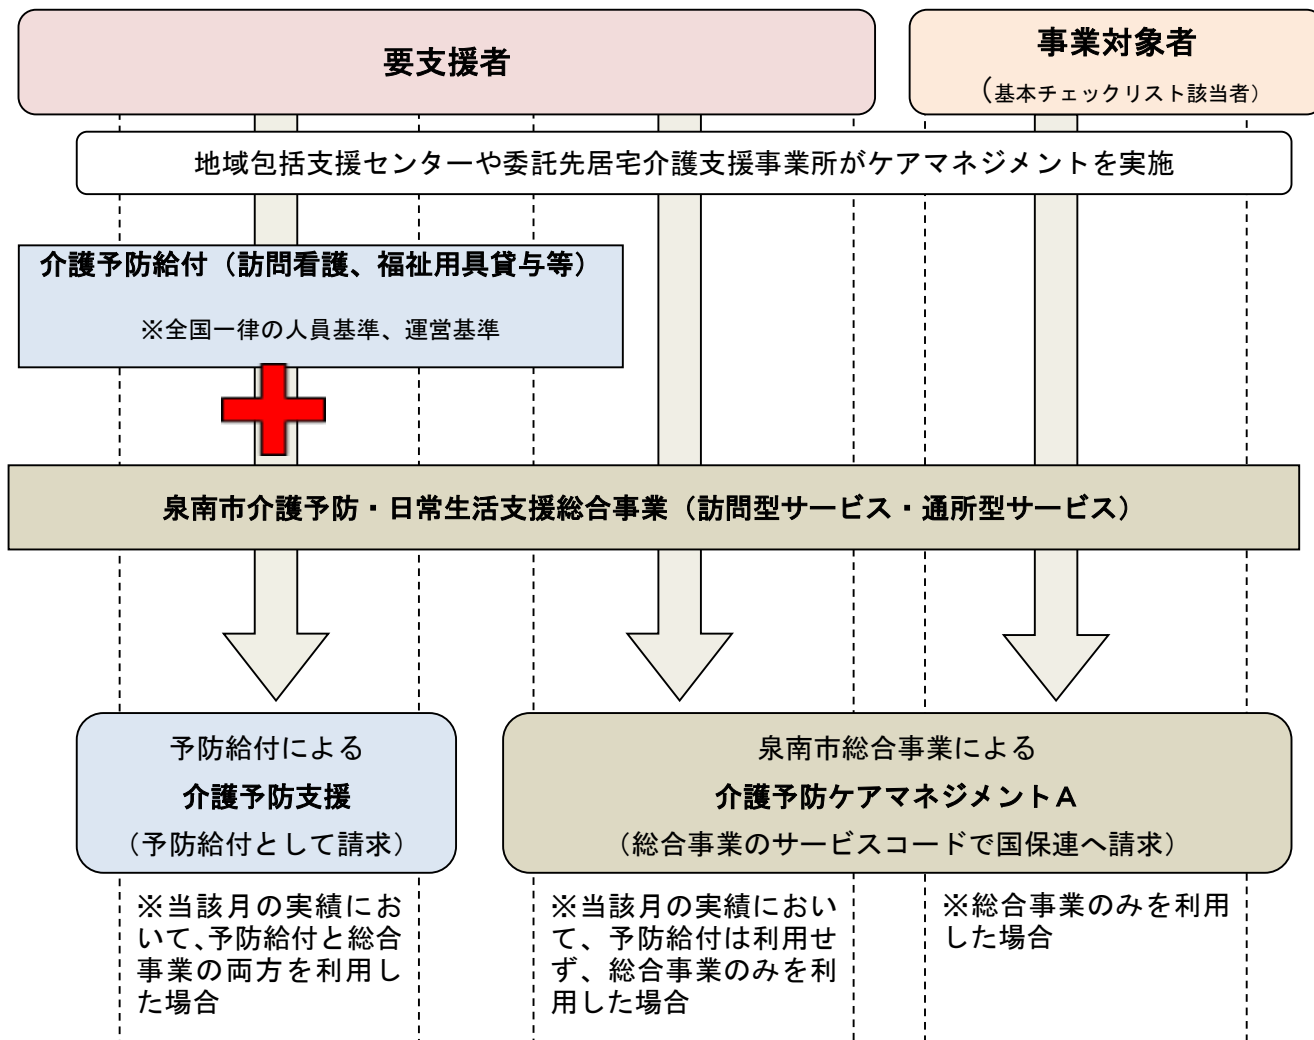 要支援者
事業対象者
（基本チェックリスト該当者）
地域包括支援センターや委託先居宅介護支援事業所がケアマネジメントを実施
介護予防給付（訪問看護、福祉用具貸与等）
※全国一律の人員基準、運営基準
泉南市介護予防・日常生活支援総合事業（訪問型サービス・通所型サービス）
予防給付による
介護予防支援
（予防給付として請求）
泉南市総合事業による
介護予防ケアマネジメントＡ
（総合事業のサービスコードで国保連へ請求）
※当該月の実績にお
いて、予防給付と総合
事業の両方を利用し
た場合
※当該月の実績におい
て、予防給付は利用せ
ず、総合事業のみを利
用した場合
※総合事業のみを利用
した場合